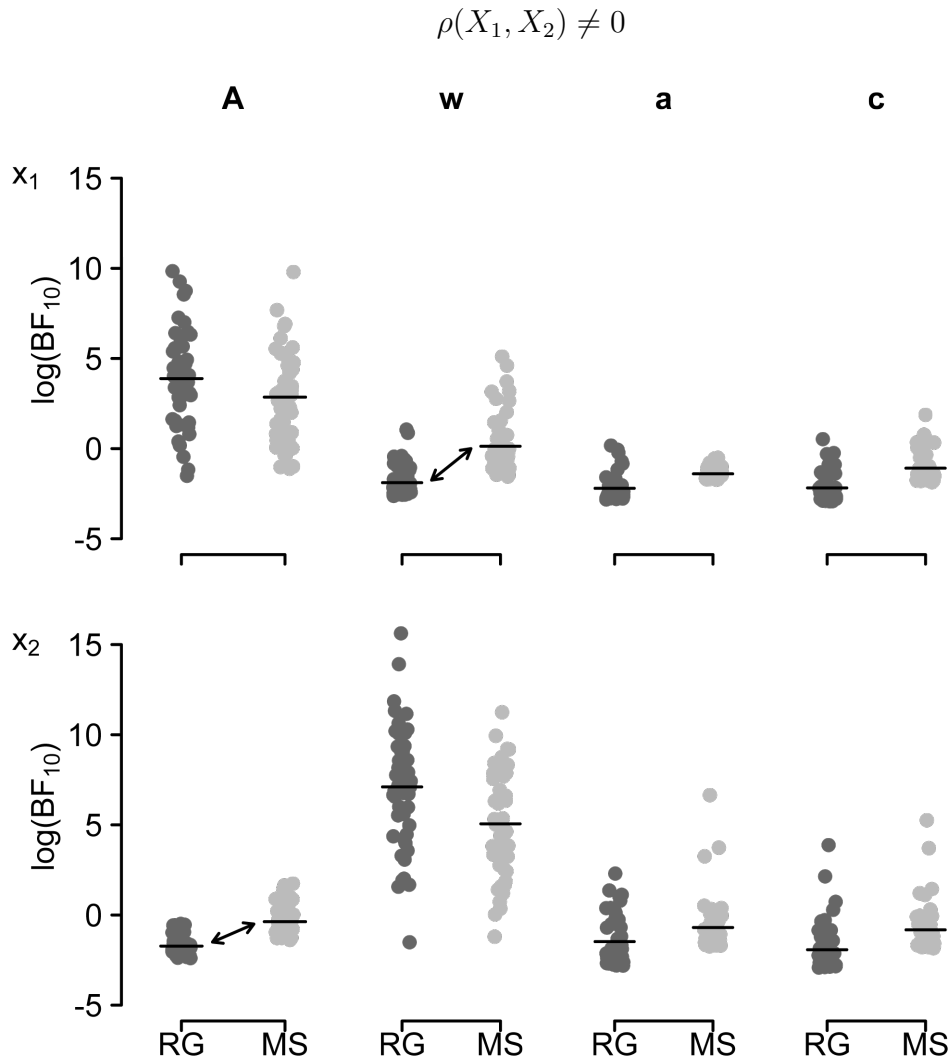 ρ(X₁, X₂) ≠ 0
A w a c
x₁
log(BF₁₀)
15
10
5
0
-5
x₂
log(BF₁₀)
15
10
5
0
-5
RG MS RG MS RG MS RG MS